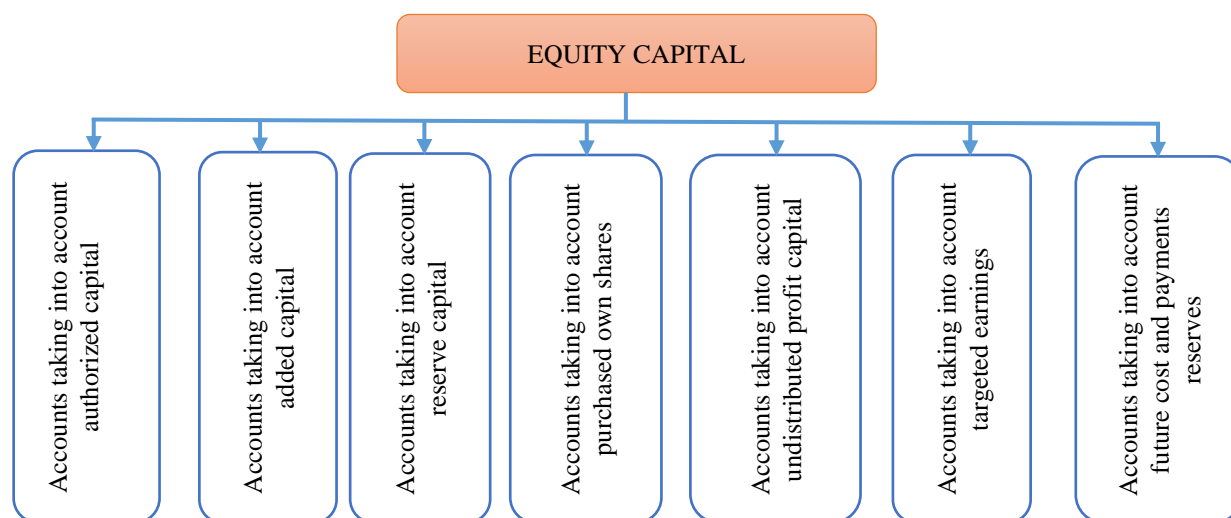 EQUITY CAPITAL
Accounts taking into account
authorized capital
Accounts taking into account
added capital
Accounts taking into account
reserve capital
Accounts taking into account
purchased own shares
Accounts taking into account
undistributed profit capital
Accounts taking into account
targeted earnings
Accounts taking into account
future cost and payments
reserves